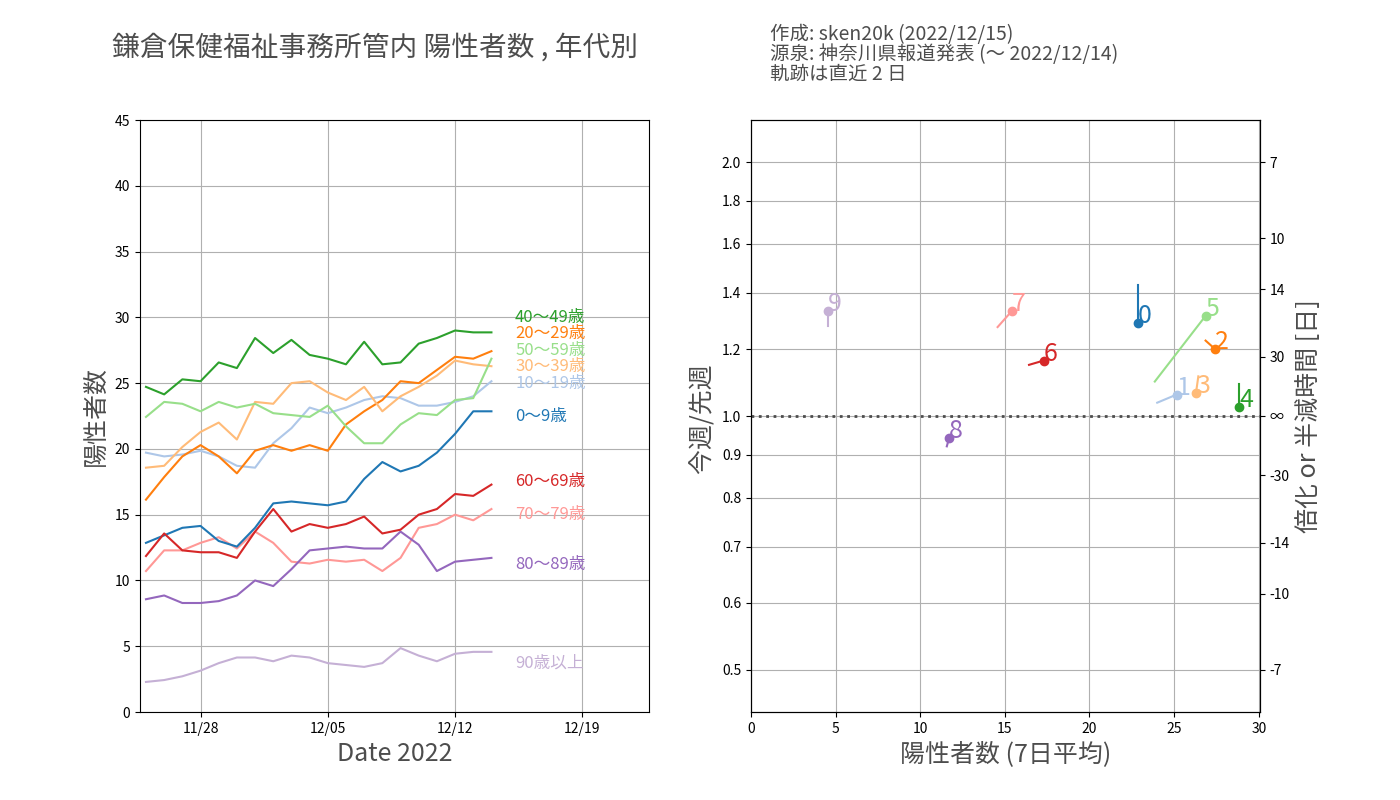 鎌倉保健福祉事務所管内 陽性者数 , 年代別
作成: sken20k (2022/12/15)
源泉: 神奈川県報道発表 (〜 2022/12/14)
軌跡は直近 2 日
陽性者数
45
40
35
30
25
20
15
10
5
0
11/28
12/05
12/12
12/19
Date 2022
40〜49歳
20〜29歳
50〜59歳
30〜39歳
10〜19歳
0〜9歳
60〜69歳
70〜79歳
80〜89歳
90歳以上
今週/先週
2.0
1.8
1.6
1.4
1.2
1.0
0.9
0.8
0.7
0.6
0.5
0
5
10
15
20
25
30
陽性者数 (7日平均)
9
7
0
5
6
2
1
3
4
8
7
10
14
30
∞
-30
-14
-10
-7
倍化 or 半減時間 [日]